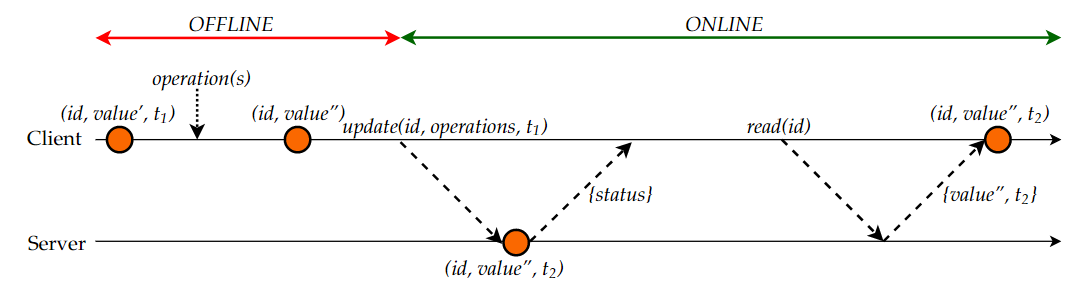 OFFLINE
ONLINE
operation(s)
(id, value’, t1)
(id, value”)
(id, value”, t2)
Client
update(id, operations, t1)
read(id)
{status}
{value”, t2}
Server
(id, value”, t2)